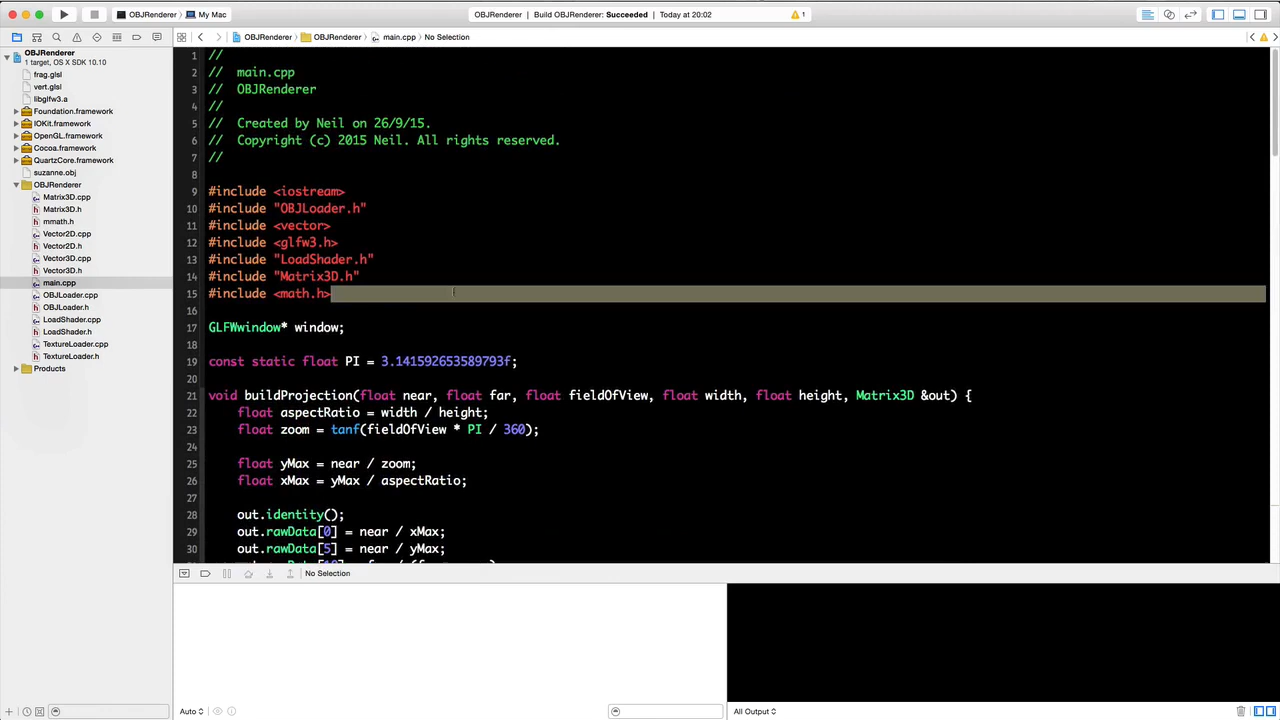 OBJRenderer
My Mac
OBJRenderer | Build OBJRenderer: Succeeded | Today at 20:02
1
OBJRenderer
OBJRenderer
main.cpp
No Selection
OBJRenderer
1 target, OS X SDK 10.10
frag.glsl
vert.glsl
libglfw3.a
Foundation.framework
IOKit.framework
OpenGL.framework
Cocoa.framework
QuartzCore.framework
suzanne.obj
OBJRenderer
Matrix3D.cpp
Matrix3D.h
mmath.h
Vector2D.cpp
Vector2D.h
Vector3D.cpp
Vector3D.h
main.cpp
OBJLoader.cpp
OBJLoader.h
LoadShader.cpp
LoadShader.h
TextureLoader.cpp
TextureLoader.h
Products
1 //
2 // main.cpp
3 // OBJRenderer
4 //
5 // Created by Neil on 26/9/15.
6 // Copyright (c) 2015 Neil. All rights reserved.
7 //
8
9 #include <iostream>
10 #include "OBJLoader.h"
11 #include <vector>
12 #include <glfw3.h>
13 #include "LoadShader.h"
14 #include "Matrix3D.h"
15 #include <math.h>
16
17 GLFWwindow* window;
18
19 const static float PI = 3.141592653589793f;
20
21 void buildProjection(float near, float far, float fieldOfView, float width, float height, Matrix3D &out) {
22 float aspectRatio = width / height;
23 float zoom = tanf(fieldOfView * PI / 360);
24
25 float yMax = near / zoom;
26 float xMax = yMax / aspectRatio;
27
28 out.identity();
29 out.rawData[0] = near / xMax;
30 out.rawData[5] = near / yMax;
No Selection
Auto
All Output